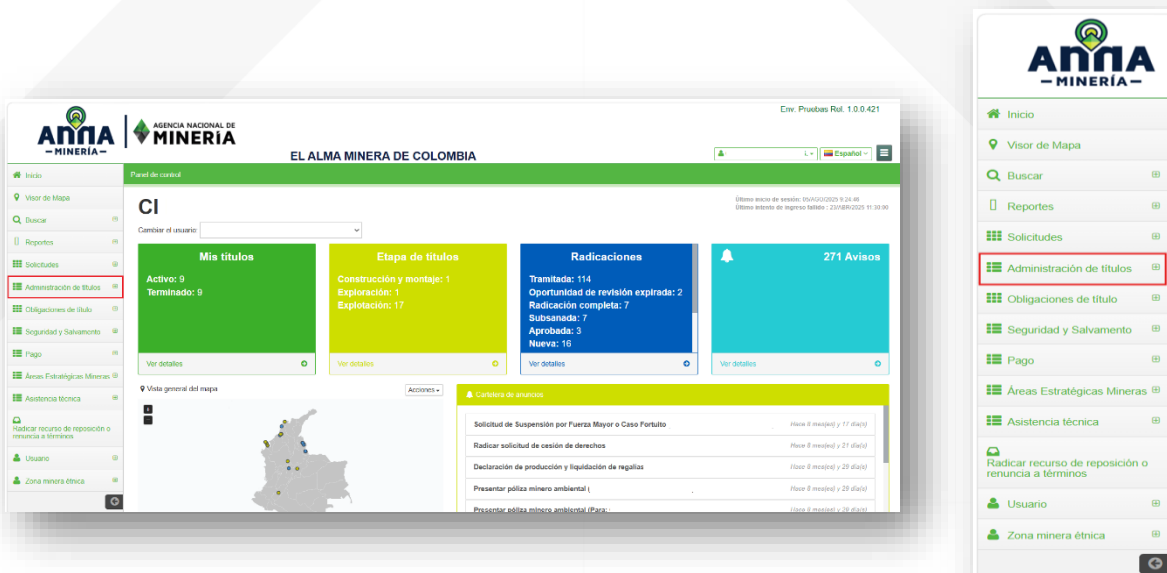 Env. Pruebas Rel. 1.0.0.421
AnnA
MINERÍA
AGENCIA NACIONAL DE
MINERÍA
EL ALMA MINERA DE COLOMBIA
Español
Inicio
Visor de Mapa
Buscar
Reportes
Solicitudes
Administración de títulos
Obligaciones de título
Seguridad y Salvamento
Pago
Áreas Estratégicas Mineras
Asistencia técnica
Radicar recurso de reposición o
renuncia a términos
Usuario
Zona minera étnica
Panel de control
CI
Último inicio de sesión: 05/AGO/2025 9:24:46
Último intento de ingreso fallido : 23/ABR/2025 11:30:00
Cambiar el usuario
Mis títulos
Activo: 9
Terminado: 9
Ver detalles
Etapa de títulos
Construcción y montaje: 1
Exploración: 1
Explotación: 17
Ver detalles
Radicaciones
Tramitada: 114
Oportunidad de revisión expirada: 2
Radicación completa: 7
Subsanada: 7
Aprobada: 3
Nueva: 16
Ver detalles
271 Avisos
Ver detalles
Vista general del mapa
Acciones
Cartelera de anuncios
Solicitud de Suspensión por Fuerza Mayor o Caso Fortuito
Hace 8 mes(es) y 17 día(s)
Radicar solicitud de cesión de derechos
Hace 8 mes(es) y 21 día(s)
Declaración de producción y liquidación de regalías
Hace 8 mes(es) y 29 día(s)
Presentar póliza minero ambiental (
Hace 8 mes(es) y 29 día(s)
Presentar póliza minero ambiental (Para:
Hace 8 mes(es) y 29 día(s)
AnnA
MINERÍA
Inicio
Visor de Mapa
Buscar
Reportes
Solicitudes
Administración de títulos
Obligaciones de título
Seguridad y Salvamento
Pago
Áreas Estratégicas Mineras
Asistencia técnica
Radicar recurso de reposición o
renuncia a términos
Usuario
Zona minera étnica